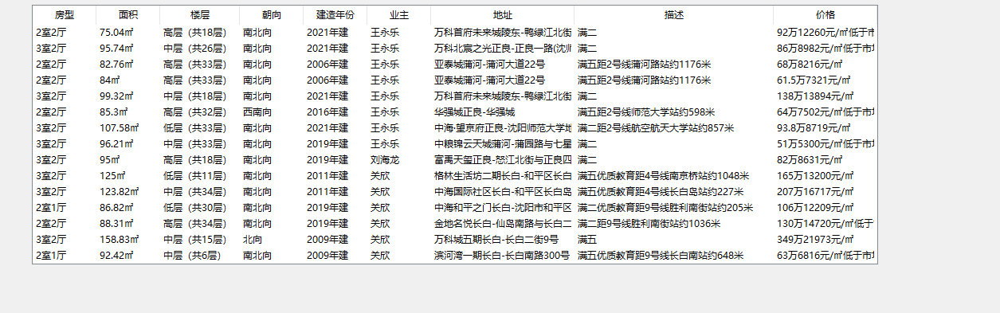 房型 面积 楼层 朝向 建造年份 业主 地址 描述 价格
2室2厅 75.04㎡ 高层（共18层） 南北向 2021年建 王永乐 万科首府未来城陵东-鸭绿江北街 满二 92万12260元/㎡低于市
3室2厅 95.74㎡ 中层（共26层） 南北向 2021年建 王永乐 万科北宸之光正良-正良一路(沈师 满二 86万8982元/㎡低于市
2室2厅 82.76㎡ 高层（共33层） 南北向 2006年建 王永乐 亚泰城蒲河-蒲河大道22号 满五距2号线蒲河路站约1176米 68万8216元/㎡
2室2厅 84㎡ 高层（共33层） 南北向 2006年建 王永乐 亚泰城蒲河-蒲河大道22号 满五距2号线蒲河路站约1176米 61.5万7321元/㎡
3室2厅 99.32㎡ 中层（共18层） 南北向 2021年建 王永乐 万科首府未来城陵东-鸭绿江北街 满二 138万13894元/㎡
2室2厅 85.3㎡ 高层（共32层） 西南向 2016年建 王永乐 华强城正良-华强城 满五距2号线师范大学站约598米 64万7502元/㎡低于市
3室2厅 107.58㎡ 低层（共33层） 南北向 2021年建 王永乐 中海·望京府正良-沈阳师范大学地 满二距2号线航空航天大学站约857米 93.8万8719元/㎡
3室2厅 96.21㎡ 中层（共33层） 南北向 2019年建 王永乐 中粮锦云天城蒲河-蒲园路与七星 满二 51万5300元/㎡低于市
3室2厅 95㎡ 高层（共18层） 南北向 2019年建 刘海龙 富禹天玺正良-怒江北街与正良四 满二 82万8631元/㎡
3室2厅 125㎡ 低层（共11层） 南北向 2011年建 关欣 格林生活坊二期长白-和平区长白 满五优质教育距4号线南京桥站约1048米 165万13200元/㎡
3室2厅 123.82㎡ 中层（共34层） 南北向 2011年建 关欣 中海国际社区长白-和平区长白岛 满五优质教育距4号线长白岛站约227米 207万16717元/㎡
2室1厅 86.82㎡ 低层（共30层） 南北向 2019年建 关欣 中海和平之门长白-沈阳市和平区 满二优质教育距9号线胜利南街站约205米 106万12209元/㎡
2室2厅 88.31㎡ 高层（共34层） 南北向 2019年建 关欣 金地名悦长白-仙岛南路与长白二 满二距9号线胜利南街站约1036米 130万14720元/㎡低于
3室2厅 158.83㎡ 中层（共15层） 北向 2009年建 关欣 万科城五期长白-长白二街9号 满五 349万21973元/㎡
2室1厅 92.42㎡ 中层（共6层） 南北向 2009年建 关欣 滨河湾一期长白-长白南路300号 满五优质教育距9号线长白南站约648米 63万6816元/㎡低于市